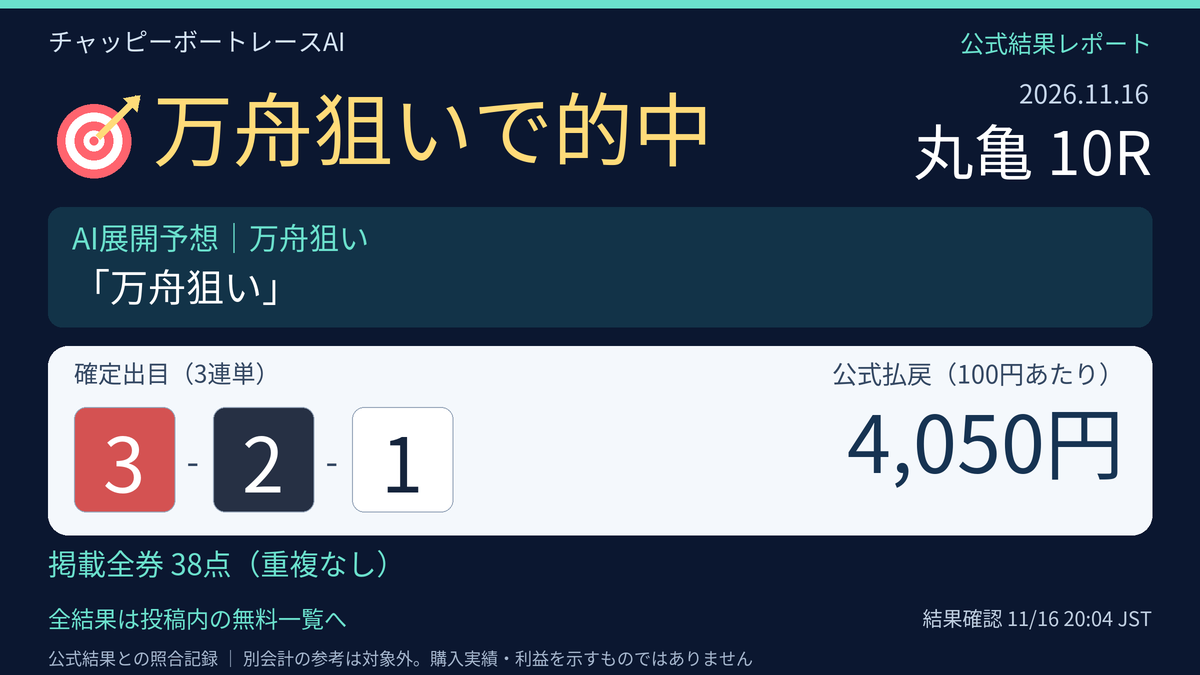 チャッピーボートレースAI
公式結果レポート
2026.11.16
万舟狙いで的中
丸亀 10R
AI展開予想｜万舟狙い
「万舟狙い」
確定出目（3連単）
公式払戻（100円あたり）
3 - 2 - 1
4,050円
掲載全券 38点（重複なし）
全結果は投稿内の無料一覧へ
結果確認 11/16 20:04 JST
公式結果との照合記録｜別会計の参考は対象外。購入実績・利益を示すものではありません